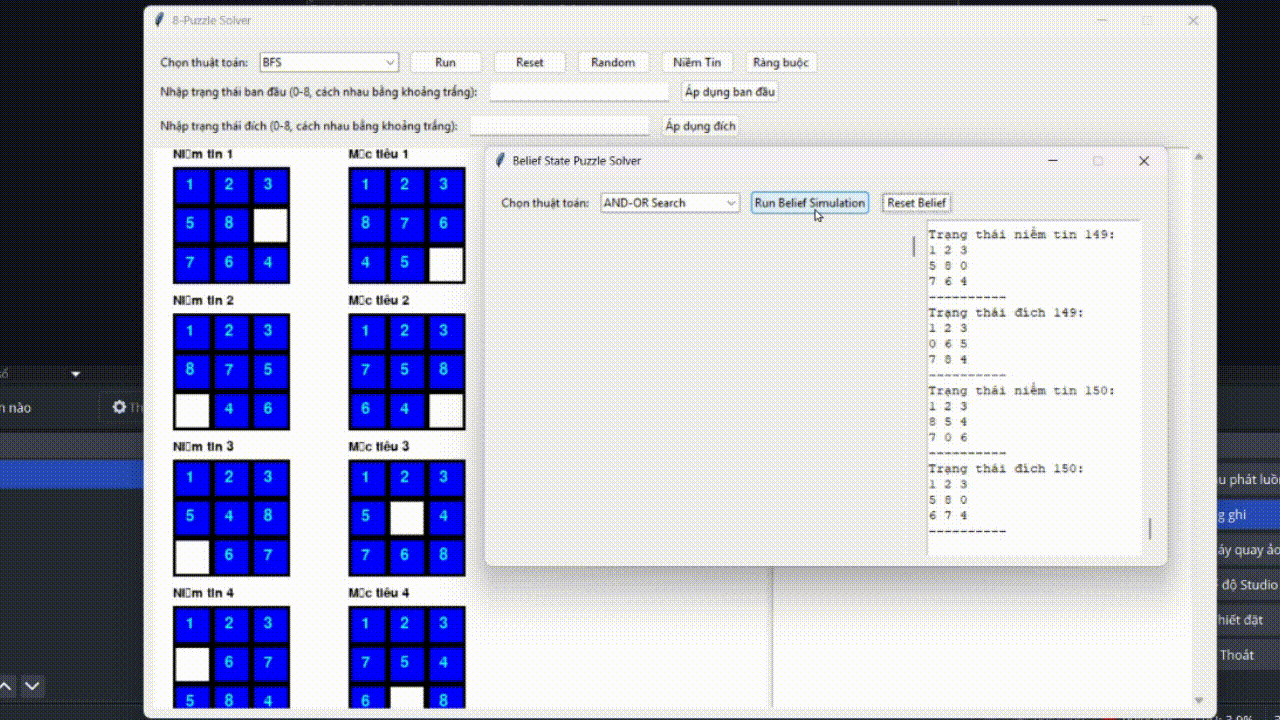 8-Puzzle Solver
Chọn thuật toán: BFS Run Reset Random Niềm Tin Ràng buộc
Nhập trạng thái ban đầu (0-8, cách nhau bằng khoảng trắng): Áp dụng ban đầu
Nhập trạng thái đích (0-8, cách nhau bằng khoảng trắng): Áp dụng đích
Ni▯m tin 1 M▯c tiêu 1
1 2 3 1 2 3
5 8 8 7 6
7 6 4 4 5
Ni▯m tin 2 M▯c tiêu 2
1 2 3 1 2 3
8 7 5 7 5 8
4 6 6 4
Ni▯m tin 3 M▯c tiêu 3
1 2 3 1 2 3
5 4 8 5 4
6 7 7 6 8
Ni▯m tin 4 M▯c tiêu 4
1 2 3 1 2 3
6 7 7 5 4
5 8 4 6 8
Belief State Puzzle Solver
Chọn thuật toán: AND-OR Search Run Belief Simulation Reset Belief
Trạng thái niềm tin 149:
1 2 3
5 8 0
7 6 4
----------
Trạng thái đích 149:
1 2 3
0 6 5
7 8 4
----------
Trạng thái niềm tin 150:
1 2 3
8 5 4
7 0 6
----------
Trạng thái đích 150:
1 2 3
5 8 0
6 7 4
----------
số
n nào
u phát luồn
g ghi
áy quay ảo
độ Studio
hiết đặt
Thoát